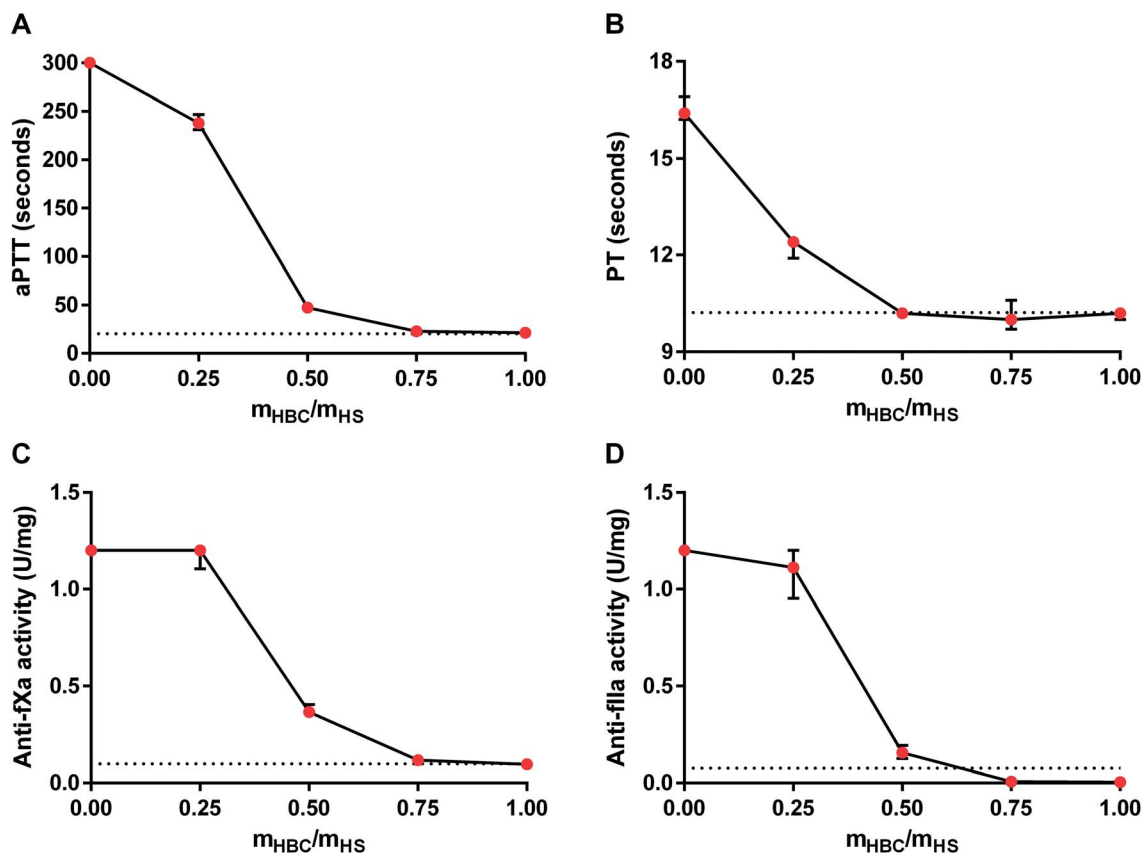 A
aPTT (seconds)
300
250
200
150
100
50
0
0.00 0.25 0.50 0.75 1.00
mHBC/mHS
B
PT (seconds)
18
15
12
9
0.00 0.25 0.50 0.75 1.00
mHBC/mHS
C
Anti-fXa activity (U/mg)
1.5
1.0
0.5
0.0
0.00 0.25 0.50 0.75 1.00
mHBC/mHS
D
Anti-fIIa activity (U/mg)
1.5
1.0
0.5
0.0
0.00 0.25 0.50 0.75 1.00
mHBC/mHS